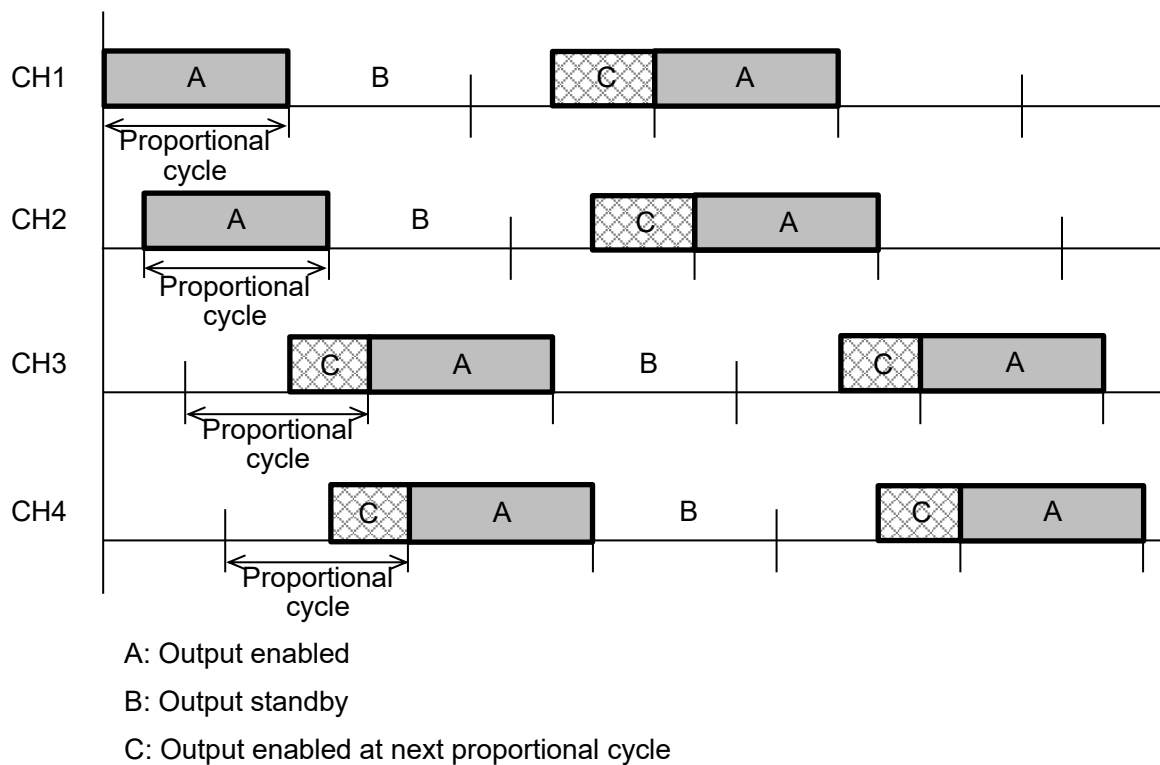 CH1
A
B
C
A
Proportional
cycle
CH2
A
B
C
A
Proportional
cycle
CH3
C
A
B
C
A
Proportional
cycle
CH4
C
A
B
C
A
Proportional
cycle
A: Output enabled
B: Output standby
C: Output enabled at next proportional cycle